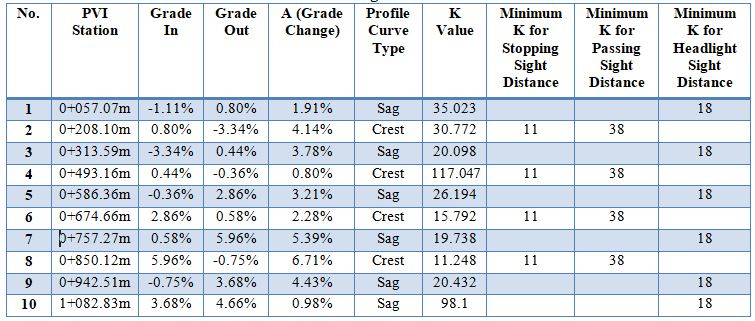 No. PVI Station Grade In Grade Out A (Grade Change) Profile Curve Type K Value Minimum K for Stopping Sight Distance Minimum K for Passing Sight Distance Minimum K for Headlight Sight Distance
1 0+057.07m -1.11% 0.80% 1.91% Sag 35.023 18
2 0+208.10m 0.80% -3.34% 4.14% Crest 30.772 11 38
3 0+313.59m -3.34% 0.44% 3.78% Sag 20.098 18
4 0+493.16m 0.44% -0.36% 0.80% Crest 117.047 11 38
5 0+586.36m -0.36% 2.86% 3.21% Sag 26.194 18
6 0+674.66m 2.86% 0.58% 2.28% Crest 15.792 11 38
7 0+757.27m 0.58% 5.96% 5.39% Sag 19.738 18
8 0+850.12m 5.96% -0.75% 6.71% Crest 11.248 11 38
9 0+942.51m -0.75% 3.68% 4.43% Sag 20.432 18
10 1+082.83m 3.68% 4.66% 0.98% Sag 98.1 18